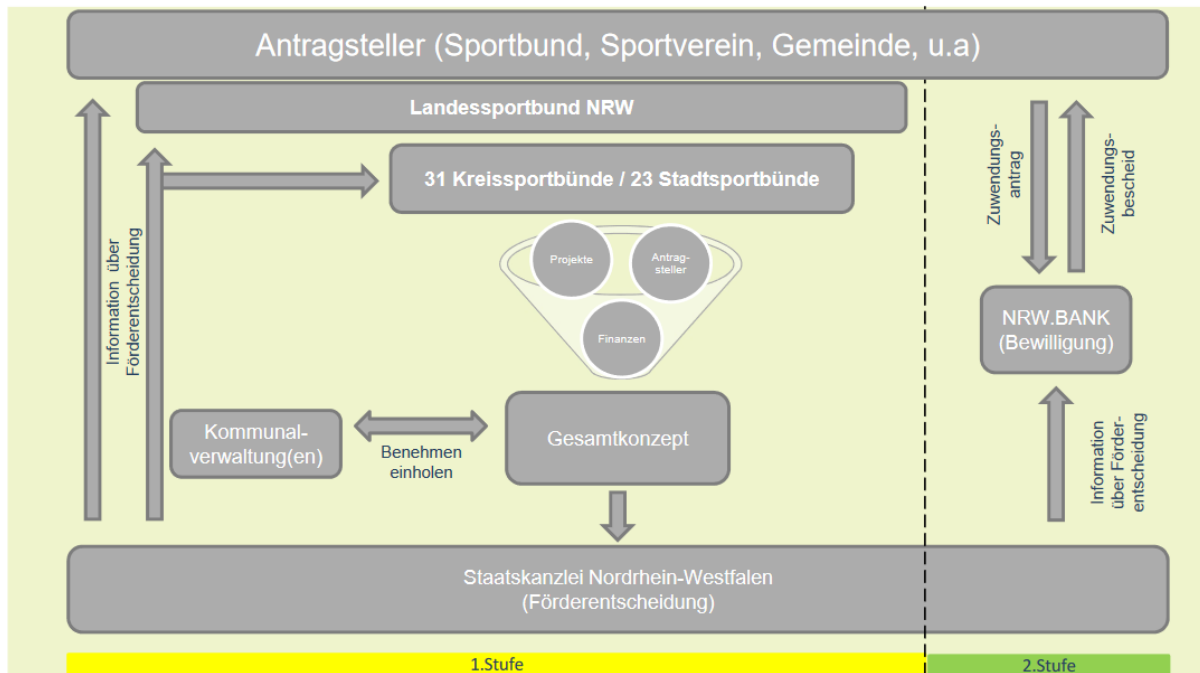 Antragsteller (Sportbund, Sportverein, Gemeinde, u.a)
Landessportbund NRW
31 Kreissportbünde / 23 Stadtsportbünde
Projekte
Antrag-
steller
Finanzen
Information über
Förderentscheidung
Kommunal-
verwaltung(en)
Benehmen
einholen
Gesamtkonzept
Zuwendungs-
antrag
Zuwendungs-
bescheid
NRW.BANK
(Bewilligung)
Information
über Förder-
entscheidung
Staatskanzlei Nordrhein-Westfalen
(Förderentscheidung)
1.Stufe
2.Stufe